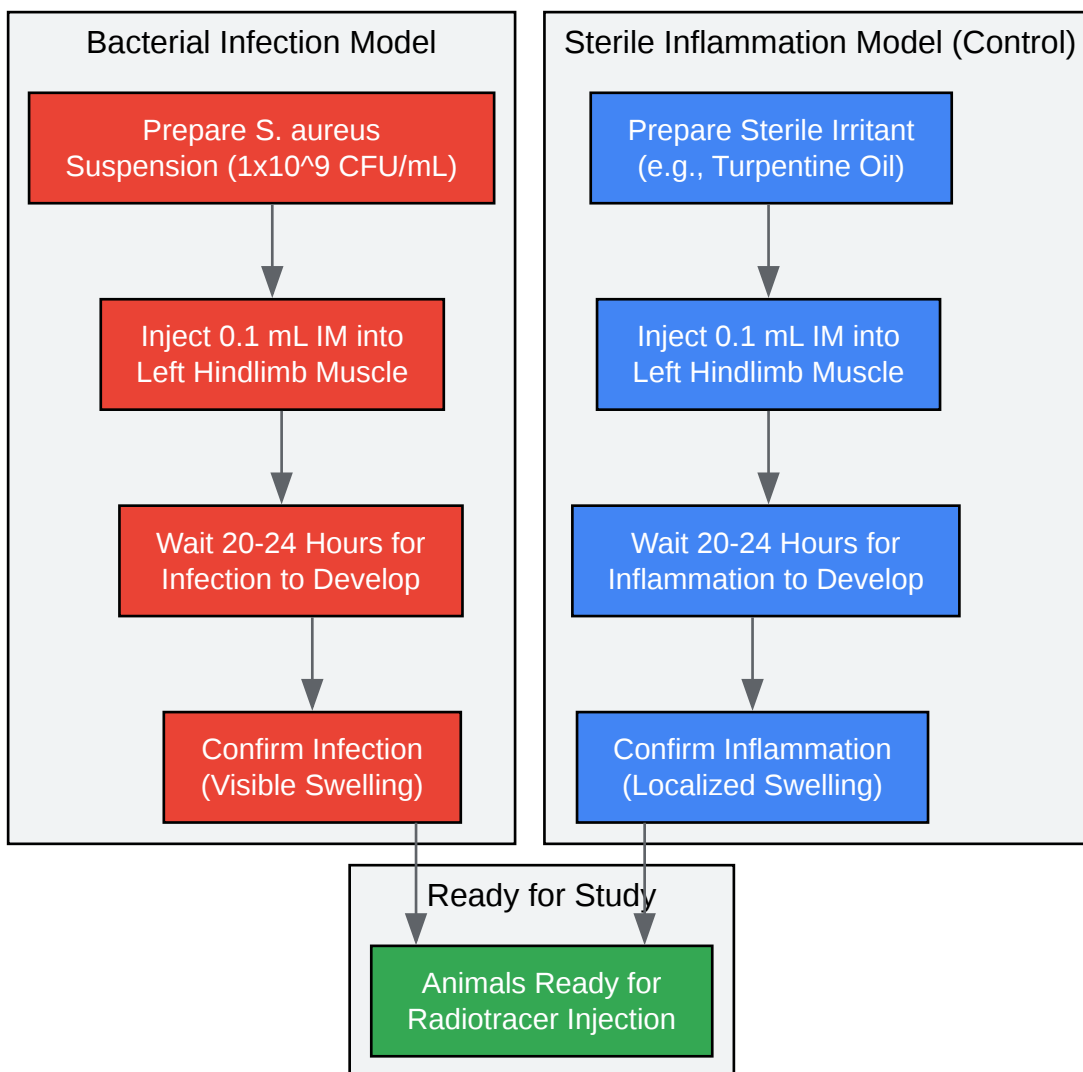 Bacterial Infection Model
Prepare S. aureus
Suspension (1x10^9 CFU/mL)
Inject 0.1 mL IM into
Left Hindlimb Muscle
Wait 20-24 Hours for
Infection to Develop
Confirm Infection
(Visible Swelling)
Sterile Inflammation Model (Control)
Prepare Sterile Irritant
(e.g., Turpentine Oil)
Inject 0.1 mL IM into
Left Hindlimb Muscle
Wait 20-24 Hours for
Inflammation to Develop
Confirm Inflammation
(Localized Swelling)
Ready for Study
Animals Ready for
Radiotracer Injection